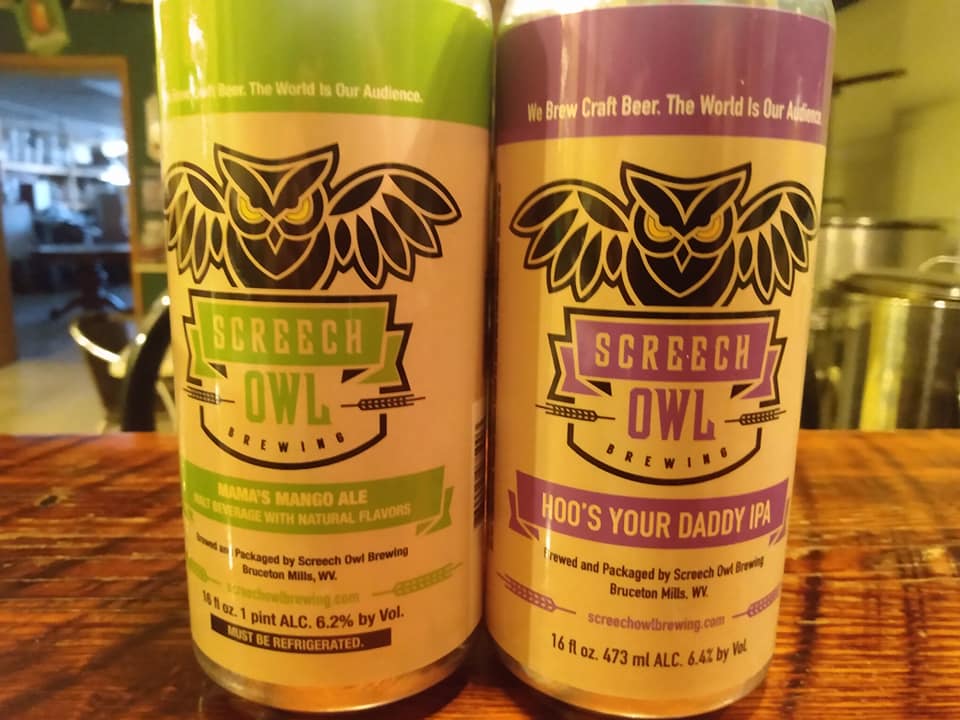 Craft Beer. The World Is Our Audience.
SCREECH
OWL
BREWING
MAMA'S MANGO ALE
MALT BEVERAGE WITH NATURAL FLAVORS
Brewed and Packaged by Screech Owl Brewing
Bruceton Mills, WV.
screechowlbrewing.com
16 fl oz. 1 pint ALC. 6.2% by Vol.
MUST BE REFRIGERATED.
We Brew Craft Beer. The World Is Our Audience
SCREECH
OWL
BREWING
HOO'S YOUR DADDY IPA
Brewed and Packaged by Screech Owl Brewing
Bruceton Mills, WV.
screechowlbrewing.com
16 fl oz. 473 ml ALC. 6.4% by Vol.